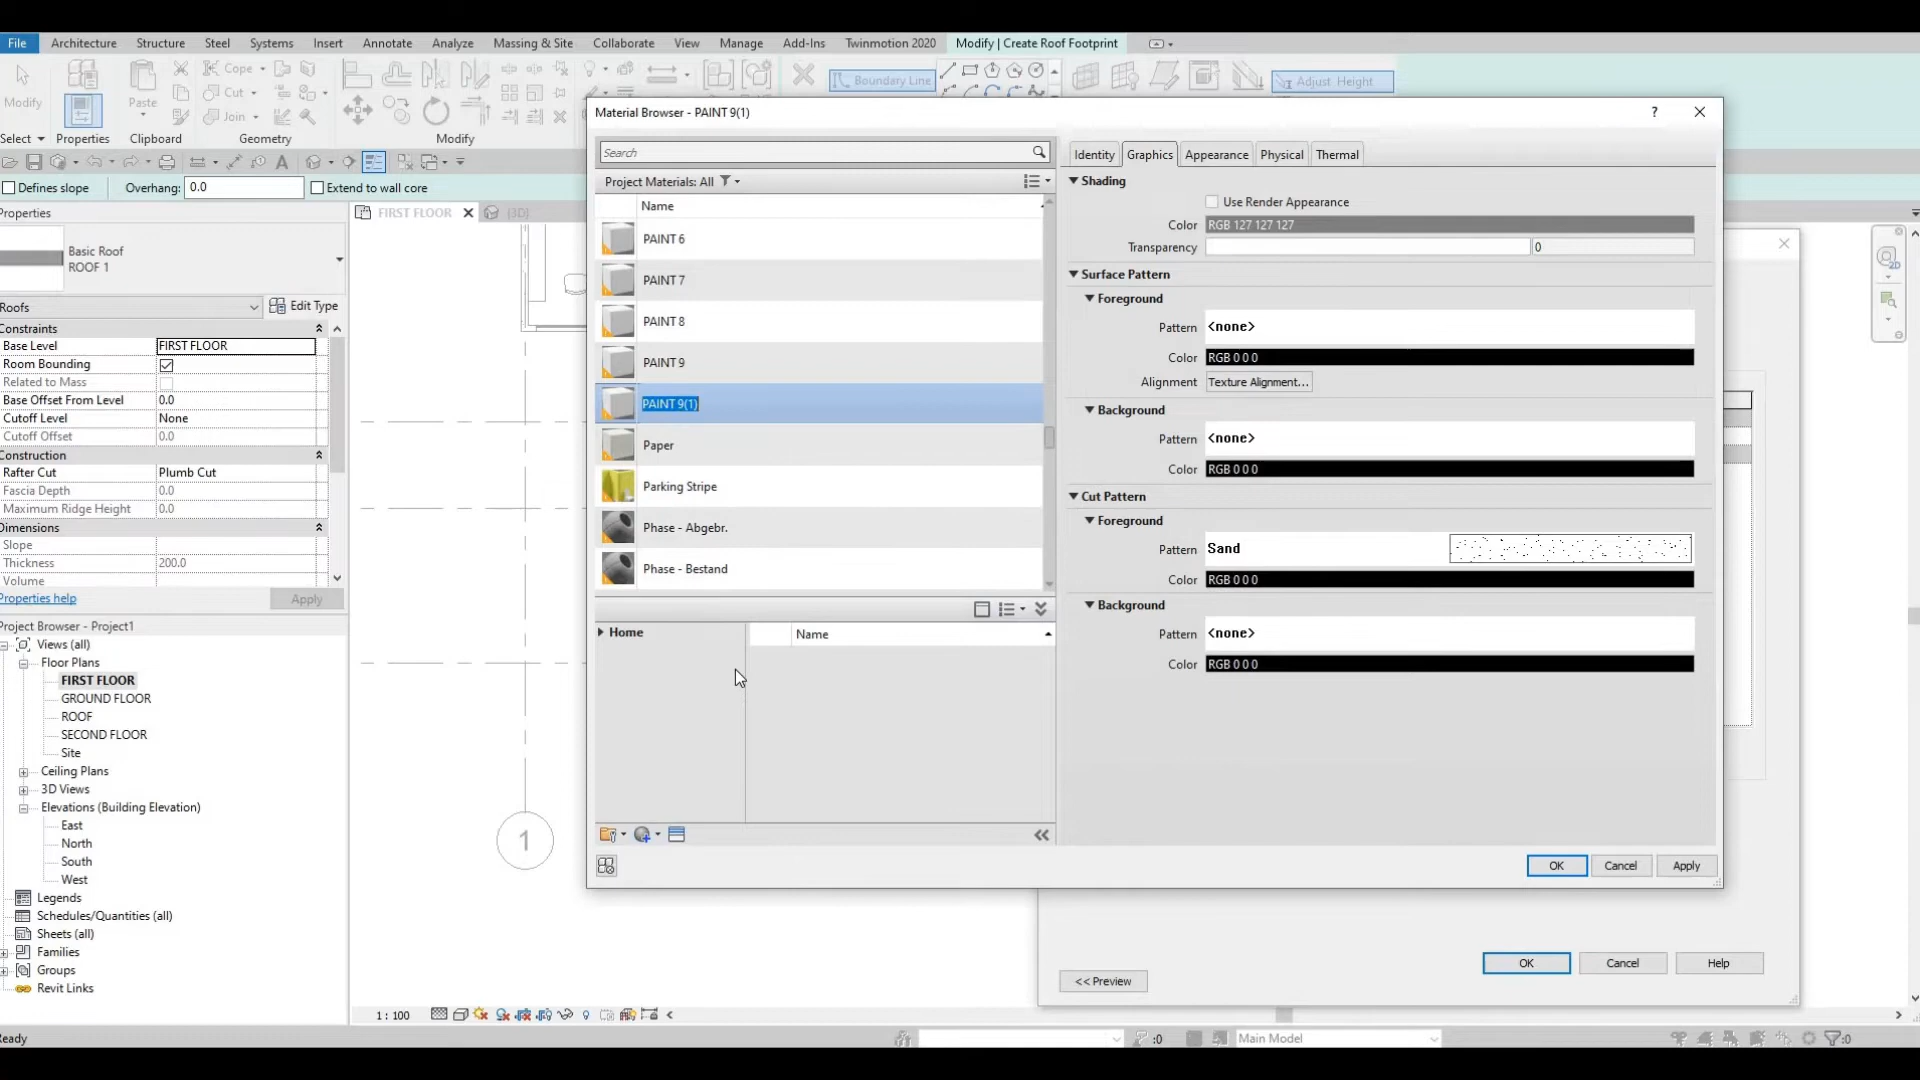 File Architecture Structure Steel Systems Insert Annotate Analyze Massing & Site Collaborate View Manage Add-Ins Twinmotion 2020 Modify | Create Roof Footprint
Modify Paste Cope Cut Join Boundary Line Adjust Height
Select Properties Clipboard Geometry Modify
Defines slope Overhang: 0.0 Extend to wall core
Properties
FIRST FLOOR {3D}
Basic Roof
ROOF 1
Roofs Edit Type
Constraints
Base Level FIRST FLOOR
Room Bounding
Related to Mass
Base Offset From Level 0.0
Cutoff Level None
Cutoff Offset 0.0
Construction
Rafter Cut Plumb Cut
Fascia Depth 0.0
Maximum Ridge Height 0.0
Dimensions
Slope
Thickness 200.0
Volume
Properties help Apply
Project Browser - Project1
Views (all)
Floor Plans
FIRST FLOOR
GROUND FLOOR
ROOF
SECOND FLOOR
Site
Ceiling Plans
3D Views
Elevations (Building Elevation)
East
North
South
West
Legends
Schedules/Quantities (all)
Sheets (all)
Families
Groups
Revit Links
1
Material Browser - PAINT 9(1)
?
Search
Project Materials: All
Name
PAINT 6
PAINT 7
PAINT 8
PAINT 9
PAINT 9(1)
Paper
Parking Stripe
Phase - Abgebr.
Phase - Bestand
Home Name
Identity Graphics Appearance Physical Thermal
Shading
Use Render Appearance
Color RGB 127 127 127
Transparency 0
Surface Pattern
Foreground
Pattern <none>
Color RGB 0 0 0
Alignment Texture Alignment...
Background
Pattern <none>
Color RGB 0 0 0
Cut Pattern
Foreground
Pattern Sand
Color RGB 0 0 0
Background
Pattern <none>
Color RGB 0 0 0
OK Cancel Apply
OK Cancel Help
<< Preview
2D
1 : 100
eady :0 Main Model :0